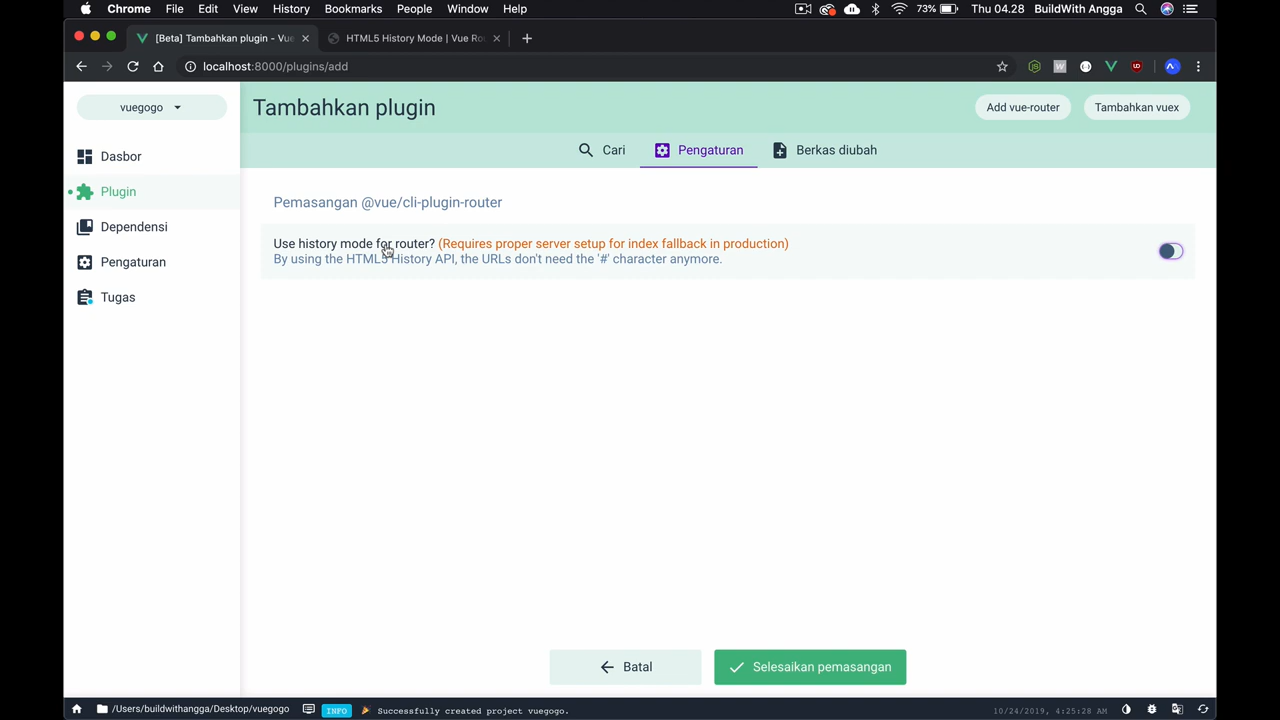 Chrome File Edit View History Bookmarks People Window Help 73% Thu 04.28 BuildWith Angga
[Beta] Tambahkan plugin - Vue HTML5 History Mode | Vue Ro
localhost:8000/plugins/add
vuegogo
Tambahkan plugin
Add vue-router
Tambahkan vuex
Cari
Pengaturan
Berkas diubah
Dasbor
Plugin
Dependensi
Pengaturan
Tugas
Pemasangan @vue/cli-plugin-router
Use history mode for router? (Requires proper server setup for index fallback in production)
By using the HTML5 History API, the URLs don't need the '#' character anymore.
Batal
Selesaikan pemasangan
/Users/buildwithangga/Desktop/vuegogo INFO Successfully created project vuegogo. 10/24/2019, 4:25:28 AM